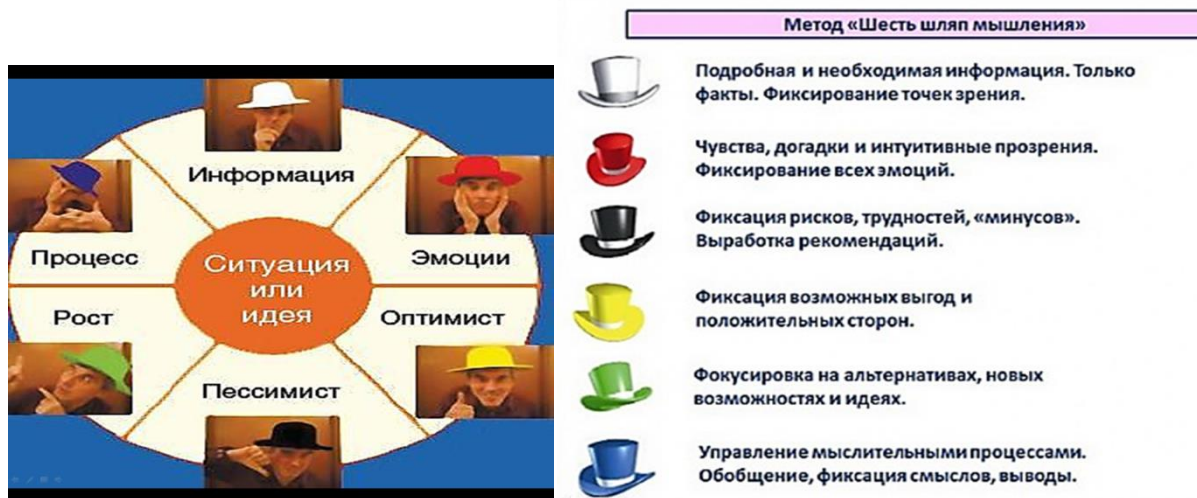 Информация
Эмоции
Оптимист
Пессимист
Рост
Процесс
Ситуация
или
идея
Метод «Шесть шляп мышления»
Подробная и необходимая информация. Только
факты. Фиксирование точек зрения.
Чувства, догадки и интуитивные прозрения.
Фиксирование всех эмоций.
Фиксация рисков, трудностей, «минусов».
Выработка рекомендаций.
Фиксация возможных выгод и
положительных сторон.
Фокусировка на альтернативах, новых
возможностях и идеях.
Управление мыслительными процессами.
Обобщение, фиксация смыслов, выводы.